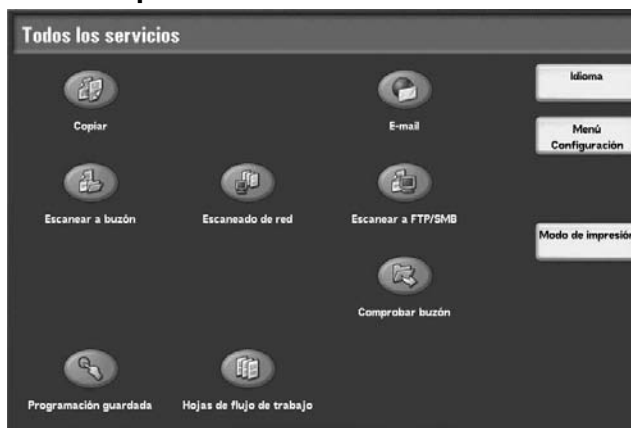 Todos los servicios
Copiar
E-mail
Idioma
Menú
Configuración
Escanear a buzón
Escaneado de red
Escanear a FTP/SMB
Modo de impresión
Comprobar buzón
Programación guardada
Hojas de flujo de trabajo